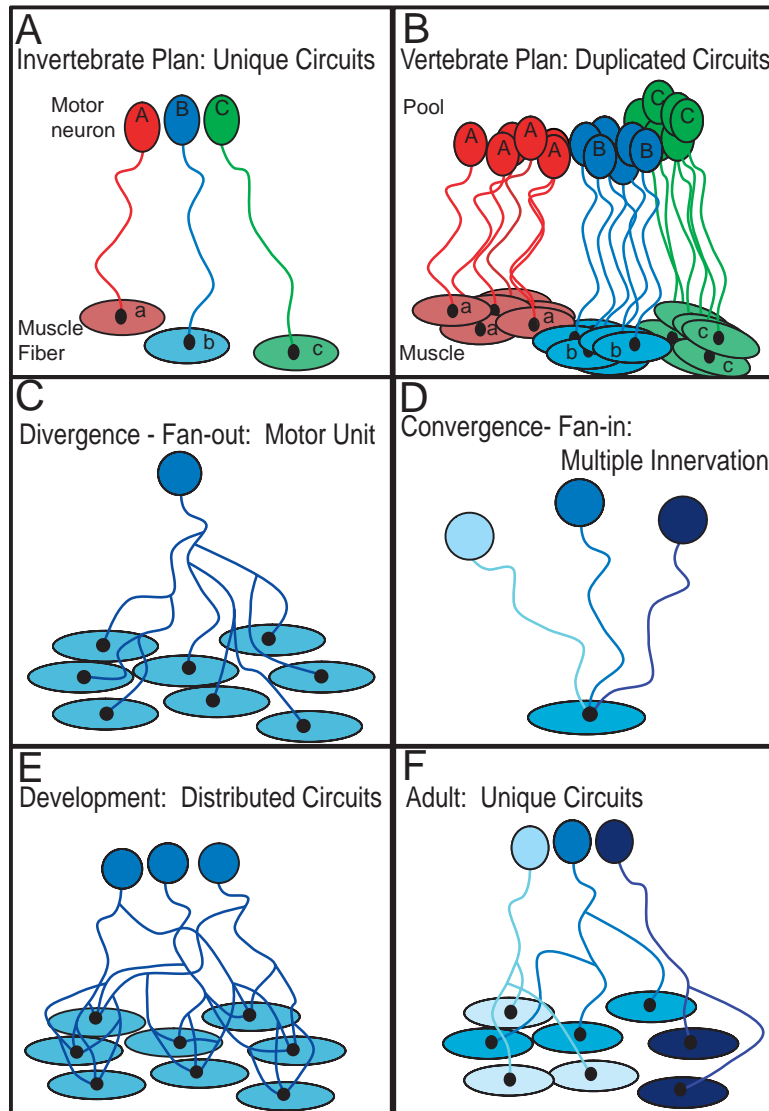 A
Invertebrate Plan: Unique Circuits
Motor
neuron
A
B
C
Muscle
Fiber
a
b
c
B
Vertebrate Plan: Duplicated Circuits
Pool
A
A
A
A
B
B
C
C
Muscle
a
a
b
b
c
c
C
Divergence - Fan-out: Motor Unit
D
Convergence- Fan-in:
Multiple Innervation
E
Development: Distributed Circuits
F
Adult: Unique Circuits